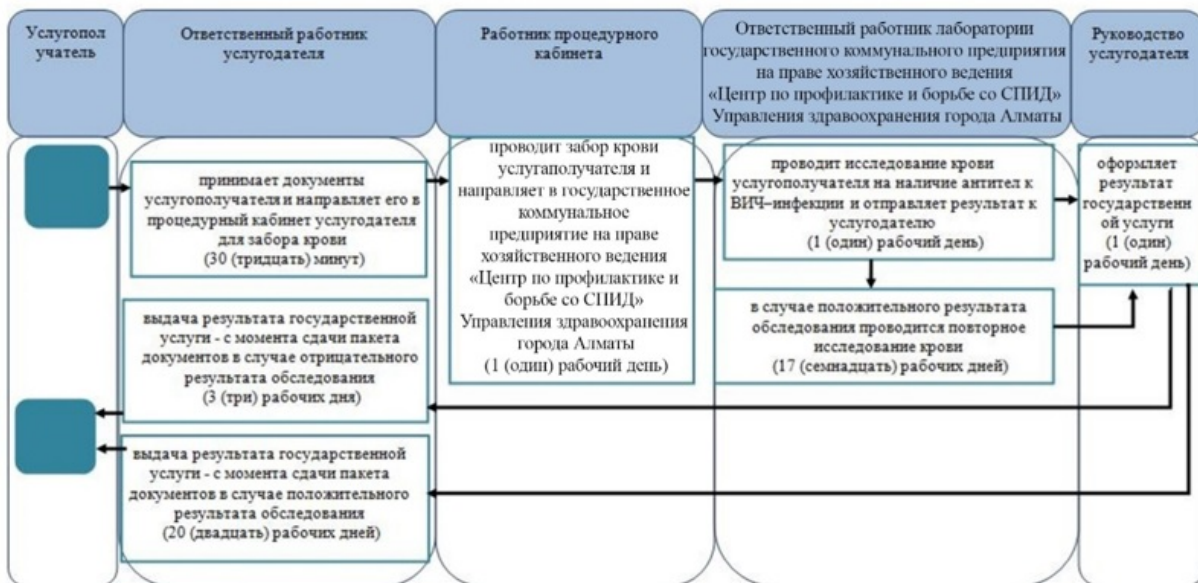 Услугопол
учатель
Ответственный работник
услугодателя
Работник процедурного
кабинета
Ответственный работник лаборатории
государственного коммунального предприятия
на праве хозяйственного ведения
«Центр по профилактике и борьбе со СПИД»
Управления здравоохранения города Алматы
Руководство
услугодателя
принимает документы
услугополучателя и направляет его в
процедурный кабинет услугодателя
для забора крови
(30 (тридцать) минут)
проводит забор крови
услугаполучателя и
направляет в государственное
коммунальное
предприятие на праве
хозяйственного ведения
«Центр по профилактике и
борьбе со СПИД»
Управления здравоохранения
города Алматы
(1 (один) рабочий день)
проводит исследование крови
услугополучателя на наличие антител к
ВИЧ–инфекции и отправляет результат к
услугодателю
(1 (один) рабочий день)
оформляет
результат
государственн
ой услуги
(1 (один)
рабочий день)
в случае положительного результата
обследования проводится повторное
исследование крови
(17 (семнадцать) рабочих дней)
выдача результата государственной
услуги - с момента сдачи пакета
документов в случае отрицательного
результата обследования
(3 (три) рабочих дня)
выдача результата государственной
услуги - с момента сдачи пакета
документов в случае положительного
результата обследования
(20 (двадцать) рабочих дней)